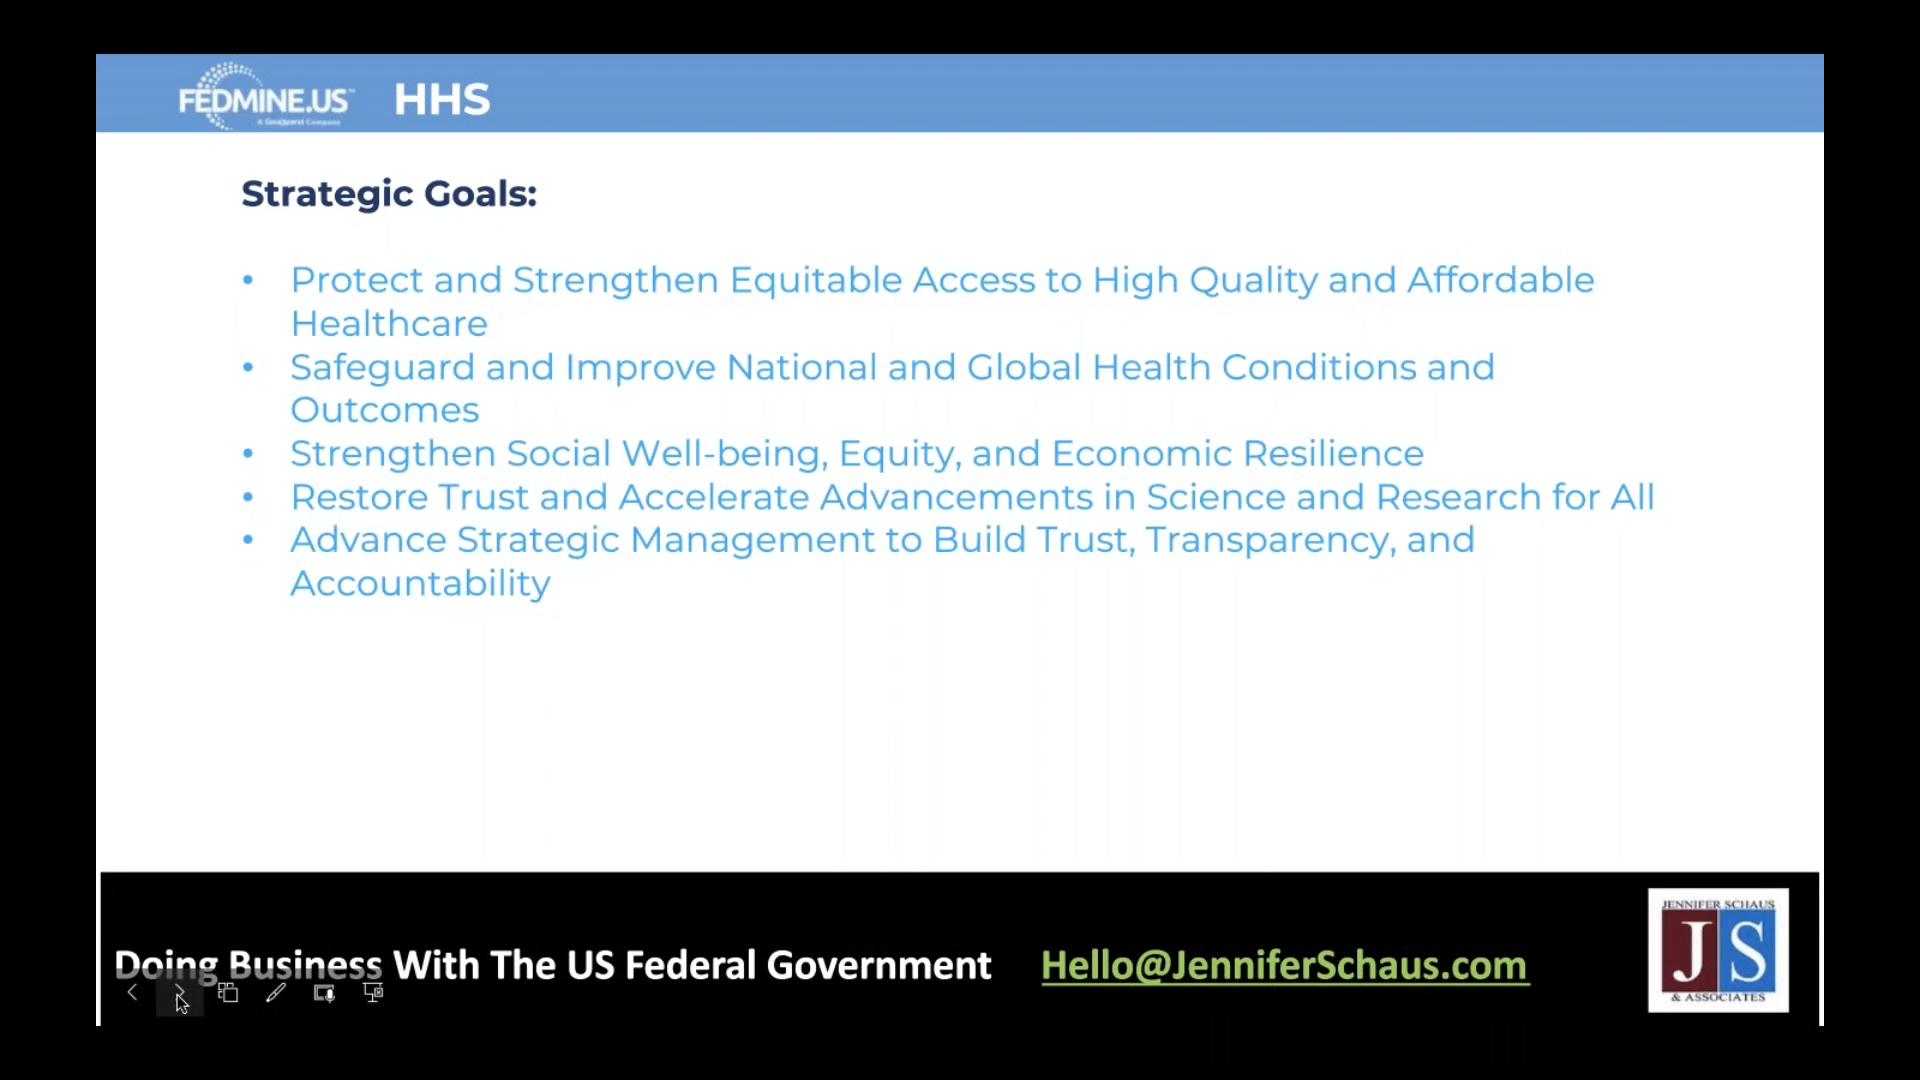 FEDMINE.US™ HHS
A GovSpend Company
Strategic Goals:
• Protect and Strengthen Equitable Access to High Quality and Affordable
Healthcare
• Safeguard and Improve National and Global Health Conditions and
Outcomes
• Strengthen Social Well-being, Equity, and Economic Resilience
• Restore Trust and Accelerate Advancements in Science and Research for All
• Advance Strategic Management to Build Trust, Transparency, and
Accountability
Doing Business With The US Federal Government Hello@JenniferSchaus.com
JENNIFER SCHAUS
JS
& ASSOCIATES